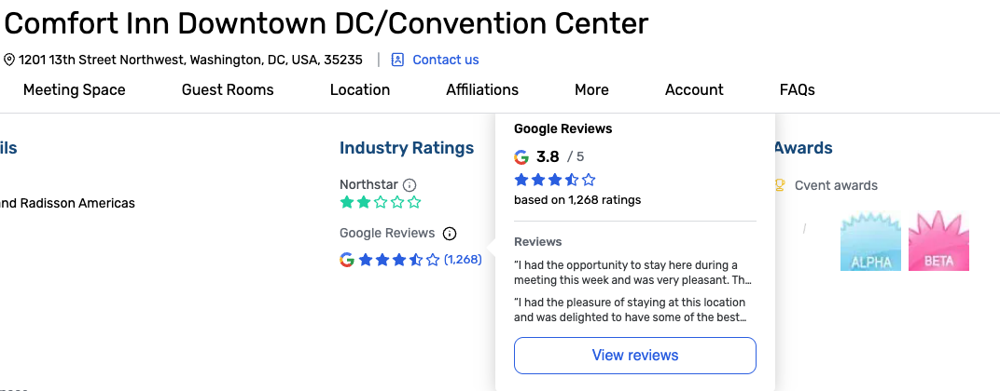 Comfort Inn Downtown DC/Convention Center
1201 13th Street Northwest, Washington, DC, USA, 35235 | Contact us
Meeting Space Guest Rooms Location Affiliations More Account FAQs
ils
and Radisson Americas
Industry Ratings
Northstar
Google Reviews
(1,268)
Google Reviews
3.8 / 5
based on 1,268 ratings
Reviews
“I had the opportunity to stay here during a
meeting this week and was very pleasant. Th…
“I had the pleasure of staying at this location
and was delighted to have some of the best…
View reviews
Awards
Cvent awards
/
ALPHA
BETA